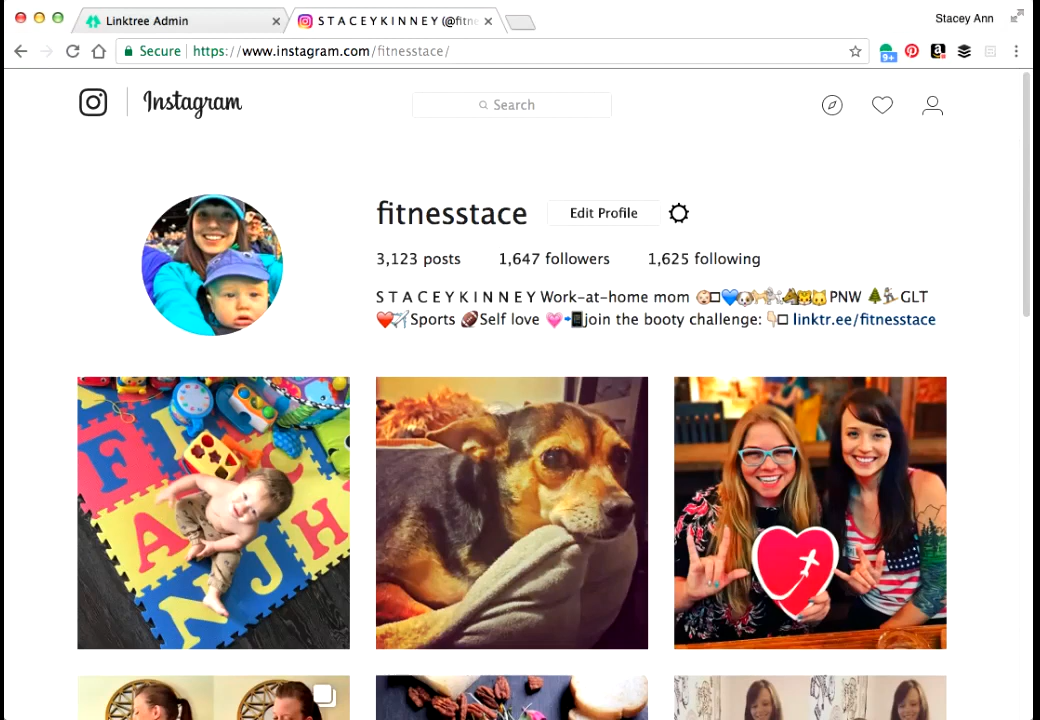 Linktree Admin
S T A C E Y K I N N E Y (@fitn
Stacey Ann
Secure
https://www.instagram.com/fitnesstace/
9+
a
Instagram
Search
fitnesstace
Edit Profile
3,123 posts 1,647 followers 1,625 following
S T A C E Y K I N N E Y Work-at-home mom 👶🏻□💙🐶🐕🐩🐴🐯🐱PNW 🌲🏃GLT
❤️✈️Sports 🏈Self love 💗📲join the booty challenge: 👇🏻□ linktr.ee/fitnesstace
F
A
H
J
N